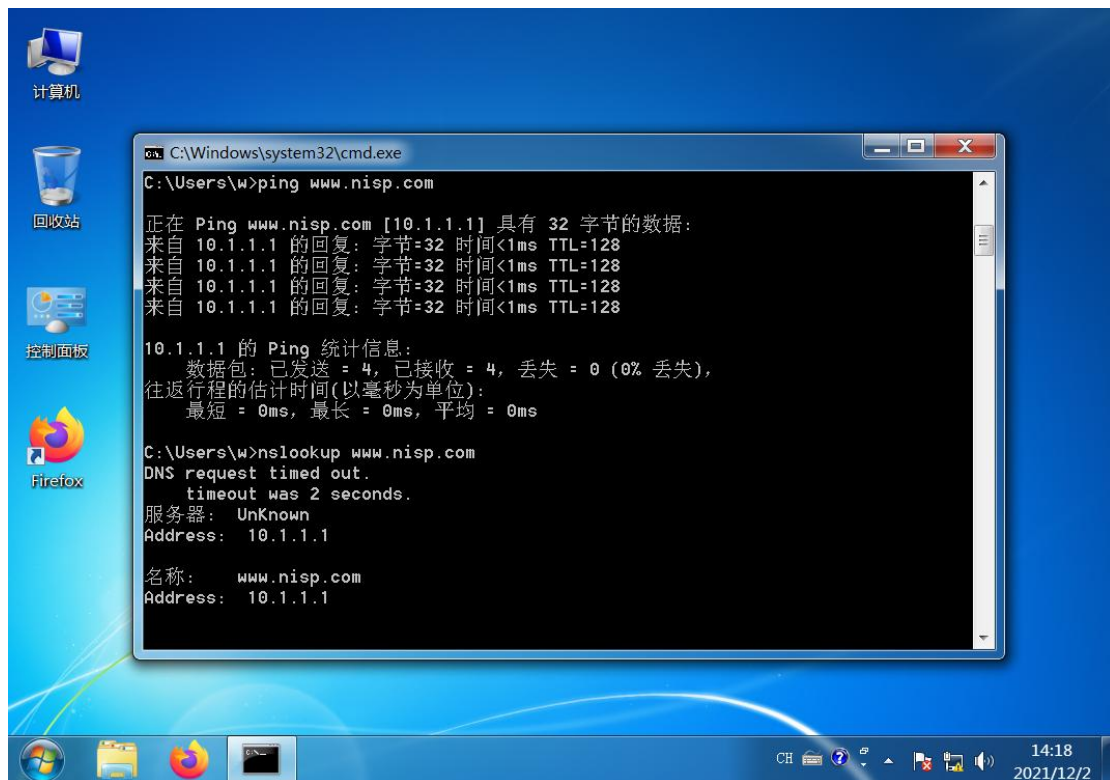 计算机
回收站
控制面板
Firefox
C:\Windows\system32\cmd.exe
C:\Users\w>ping www.nisp.com
正在 Ping www.nisp.com [10.1.1.1] 具有 32 字节的数据:
来自 10.1.1.1 的回复: 字节=32 时间<1ms TTL=128
来自 10.1.1.1 的回复: 字节=32 时间<1ms TTL=128
来自 10.1.1.1 的回复: 字节=32 时间<1ms TTL=128
来自 10.1.1.1 的回复: 字节=32 时间<1ms TTL=128
10.1.1.1 的 Ping 统计信息:
数据包: 已发送 = 4, 已接收 = 4, 丢失 = 0 (0% 丢失),
往返行程的估计时间(以毫秒为单位):
最短 = 0ms, 最长 = 0ms, 平均 = 0ms
C:\Users\w>nslookup www.nisp.com
DNS request timed out.
timeout was 2 seconds.
服务器: UnKnown
Address: 10.1.1.1
名称: www.nisp.com
Address: 10.1.1.1
CH
14:18
2021/12/2